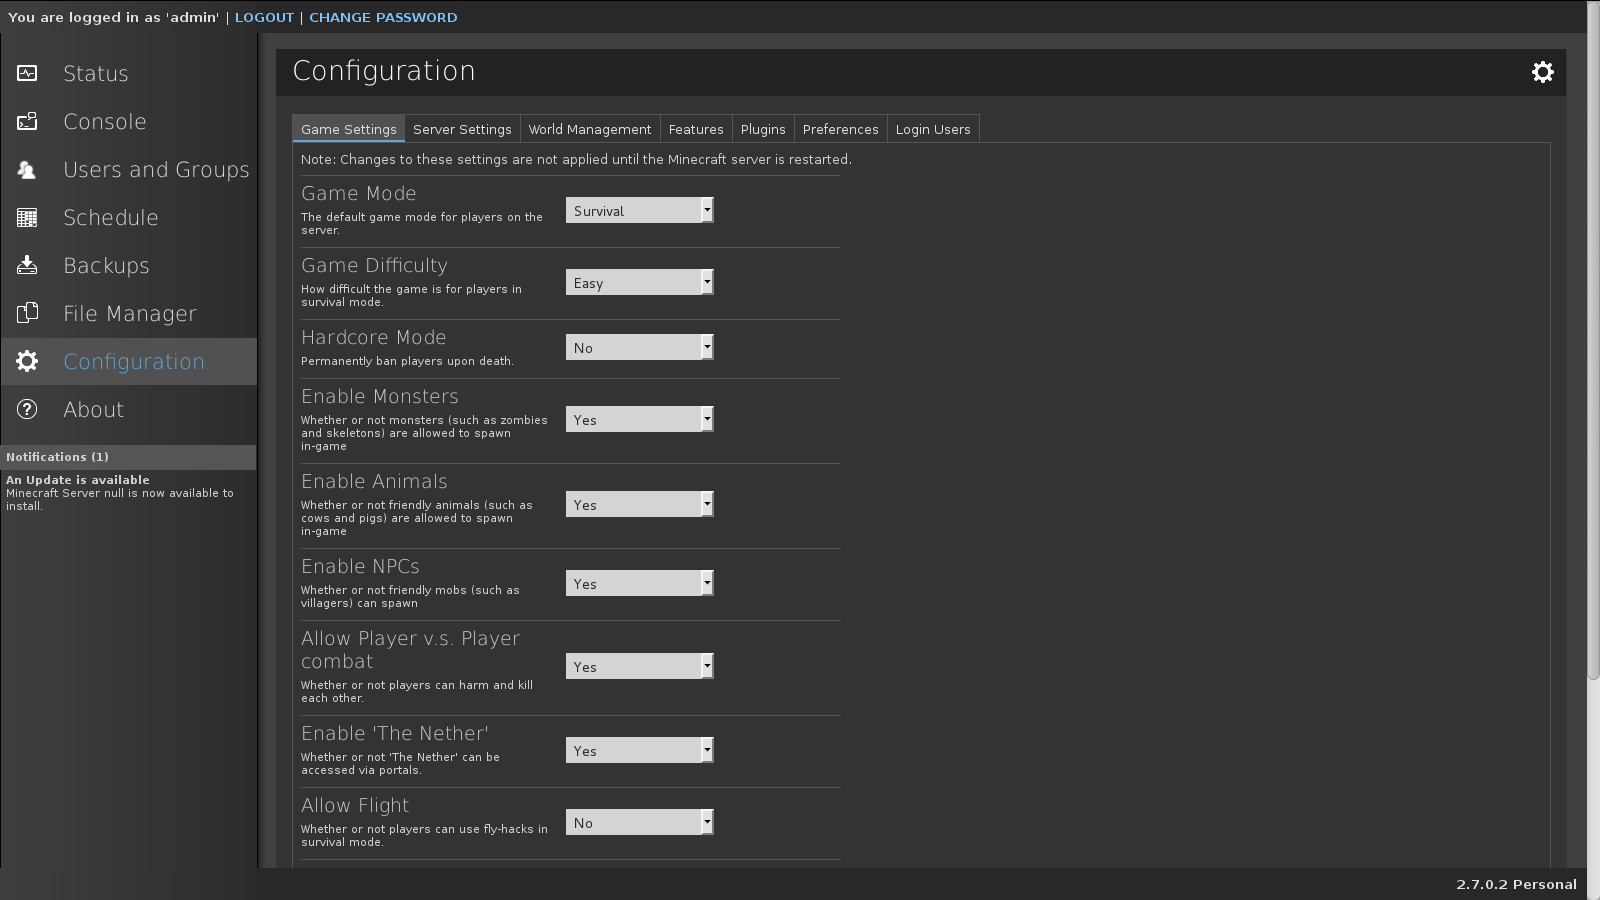 You are logged in as 'admin' | LOGOUT | CHANGE PASSWORD
Status
Console
Users and Groups
Schedule
Backups
File Manager
Configuration
About
Notifications (1)
An Update is available
Minecraft Server null is now available to
install.
Configuration
Game Settings
Server Settings
World Management
Features
Plugins
Preferences
Login Users
Note: Changes to these settings are not applied until the Minecraft server is restarted.
Game Mode
The default game mode for players on the
server.
Survival
Game Difficulty
How difficult the game is for players in
survival mode.
Easy
Hardcore Mode
Permanently ban players upon death.
No
Enable Monsters
Whether or not monsters (such as zombies
and skeletons) are allowed to spawn
in-game
Yes
Enable Animals
Whether or not friendly animals (such as
cows and pigs) are allowed to spawn
in-game
Yes
Enable NPCs
Whether or not friendly mobs (such as
villagers) can spawn
Yes
Allow Player v.s. Player
combat
Whether or not players can harm and kill
each other.
Yes
Enable 'The Nether'
Whether or not 'The Nether' can be
accessed via portals.
Yes
Allow Flight
Whether or not players can use fly-hacks in
survival mode.
No
2.7.0.2 Personal